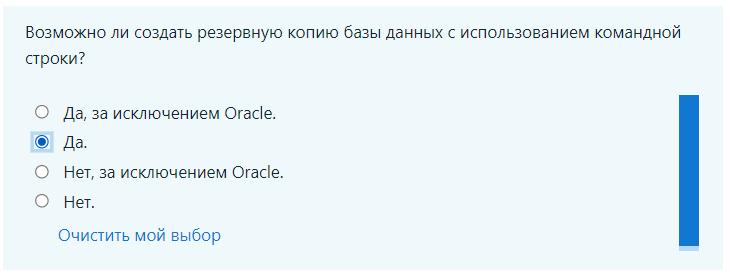 Возможно ли создать резервную копию базы данных с использованием командной
строки?
Да, за исключением Oracle.
Да.
Нет, за исключением Oracle.
Нет.
Очистить мой выбор